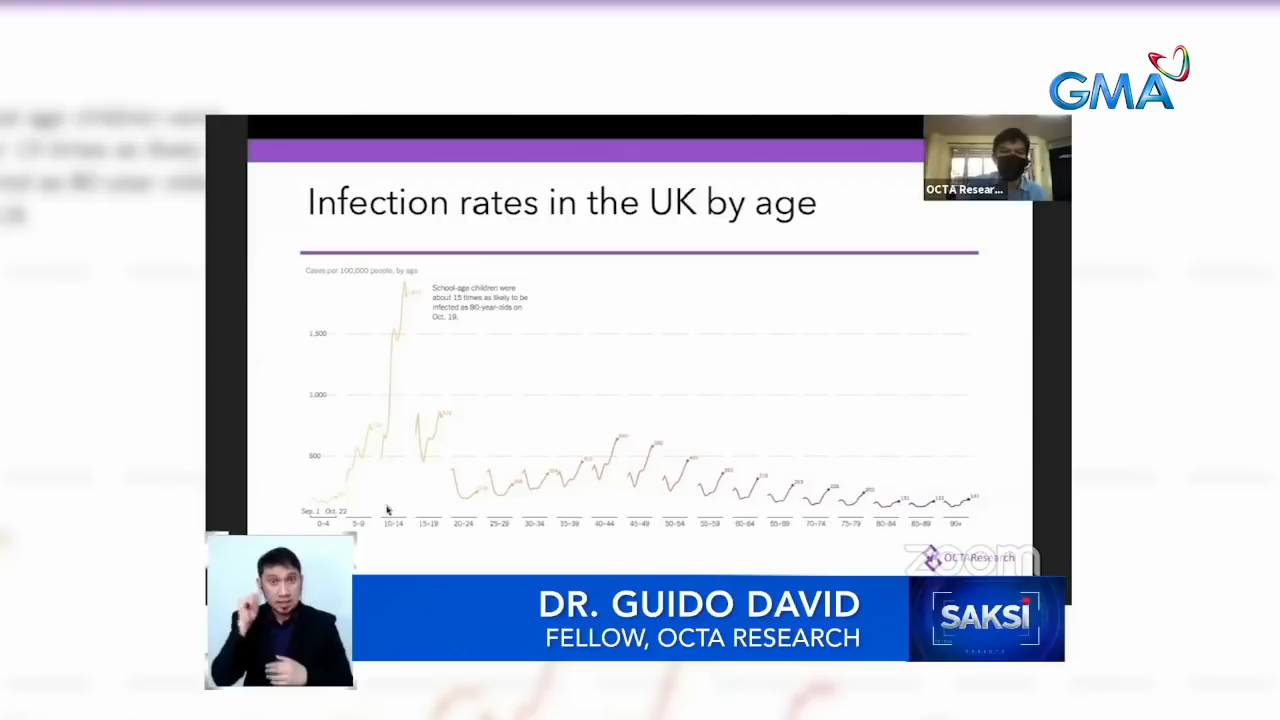 GMA
OCTA Resear...
Infection rates in the UK by age
Cases per 100,000 people, by age
School-age children were
about 15 times as likely to be
infected as 80-year-olds on
Oct. 19.
1,500
1,000
500
Sep. 1 Oct. 22
0-4 5-9 10-14 15-19 20-24 25-29 30-34 35-39 40-44 45-49 50-54 55-59 60-64 65-69 70-74 75-79 80-84 85-89 90+
zoom
OCTAResearch
DR. GUIDO DAVID
FELLOW, OCTA RESEARCH
SAKSI